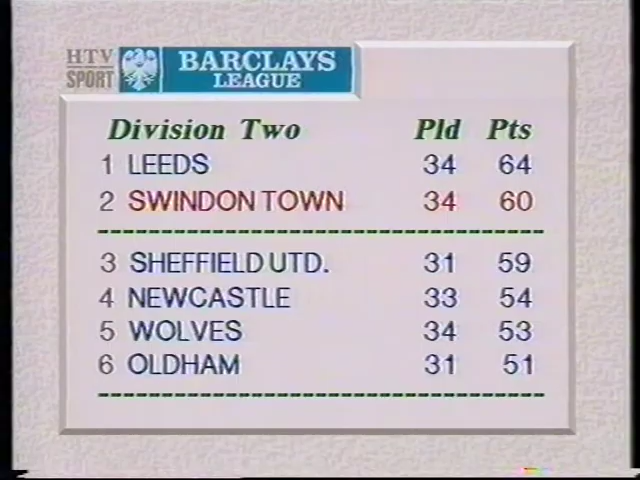 HTV SPORT
BARCLAYS LEAGUE
Division Two Pld Pts
1 LEEDS 34 64
2 SWINDON TOWN 34 60
3 SHEFFIELD UTD. 31 59
4 NEWCASTLE 33 54
5 WOLVES 34 53
6 OLDHAM 31 51